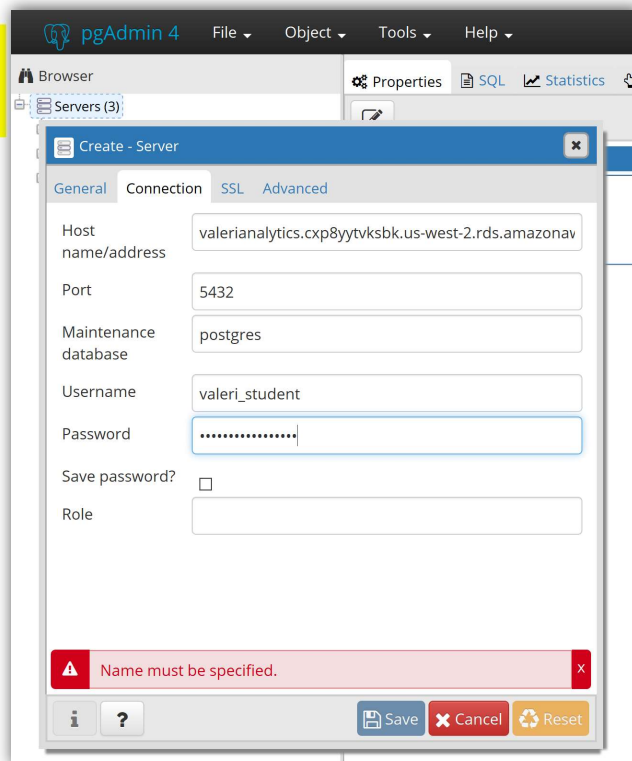 pgAdmin 4 File Object Tools Help
Browser
Properties SQL Statistics
Servers (3)
Create - Server
General Connection SSL Advanced
Host name/address
valerianalytics.cxp8yytvksbk.us-west-2.rds.amazonav
Port 5432
Maintenance database
postgres
Username valeri_student
Password •••••••••••••••••
Save password?
Role
Name must be specified. x
i ? Save Cancel Reset